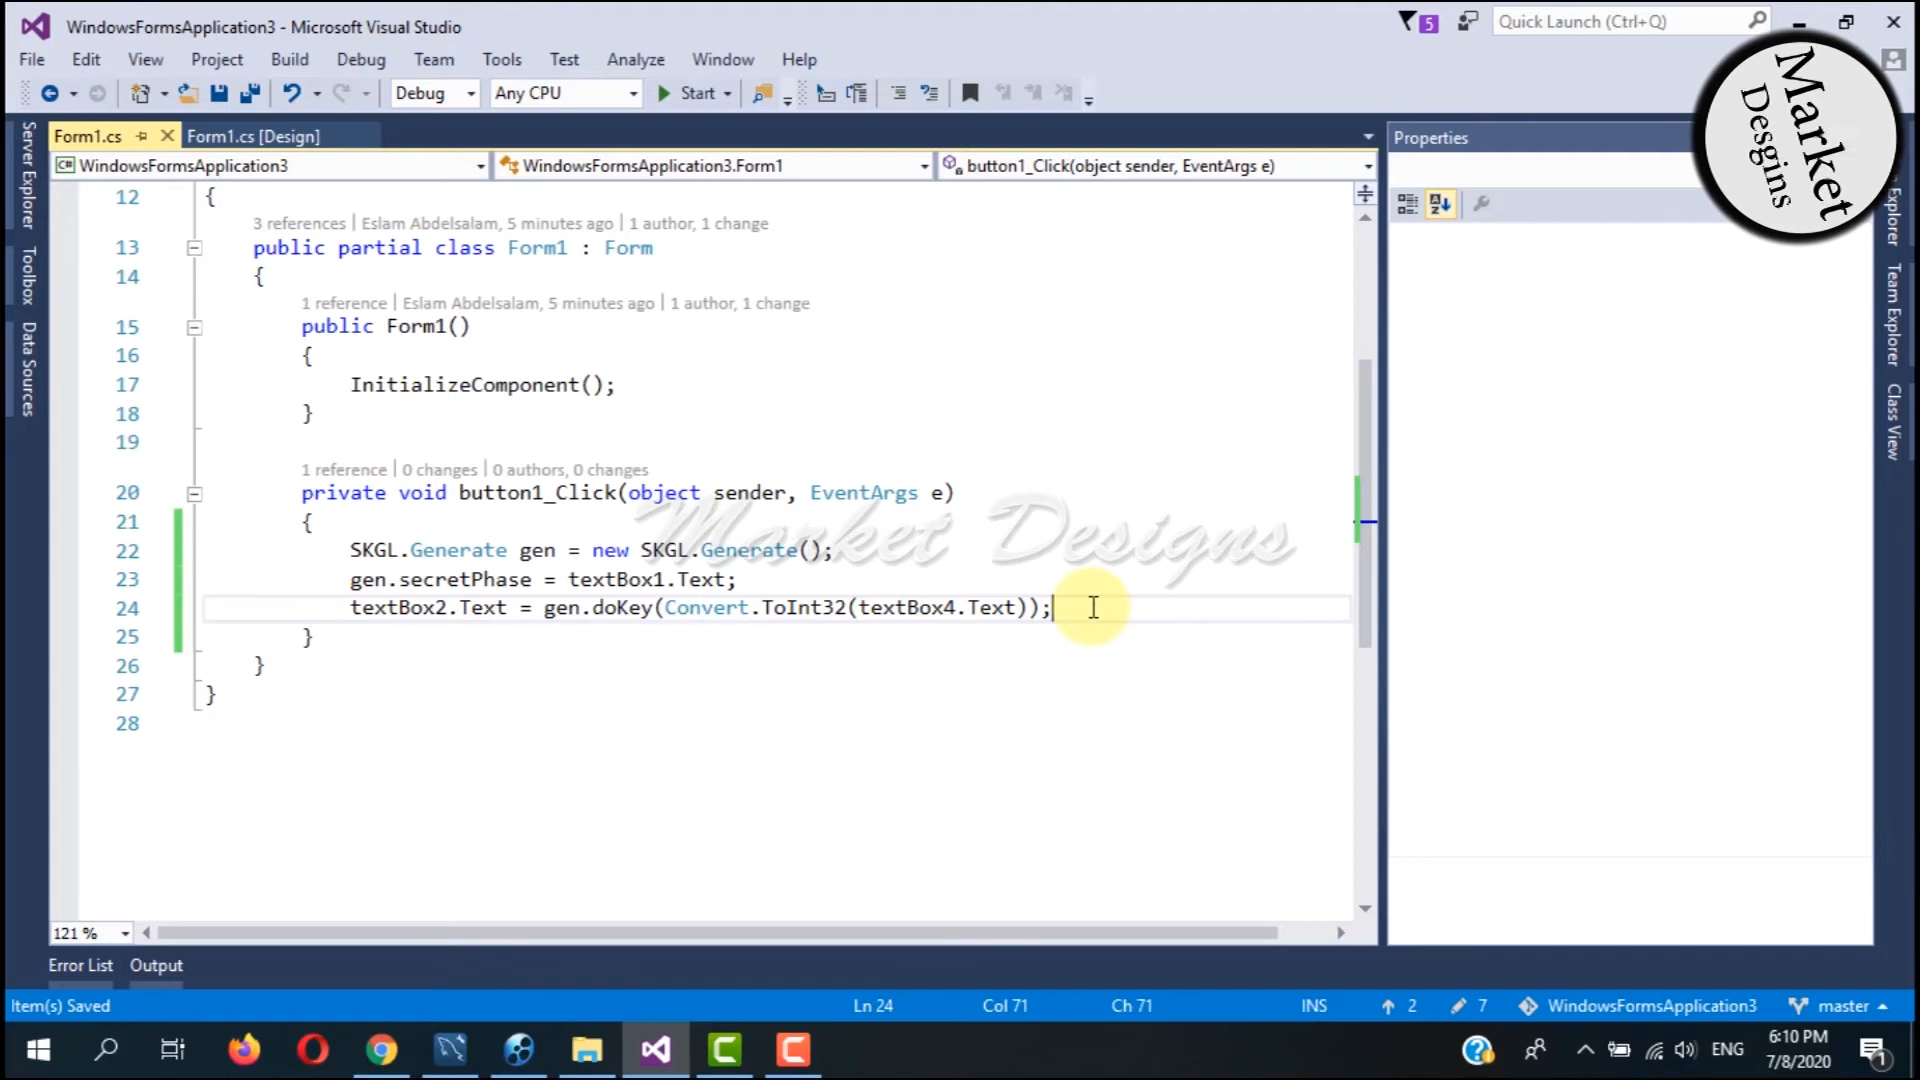 WindowsFormsApplication3 - Microsoft Visual Studio
5
Quick Launch (Ctrl+Q)
File Edit View Project Build Debug Team Tools Test Analyze Window Help
Debug Any CPU Start
Market
Desgins
Form1.cs Form1.cs [Design]
Properties
WindowsFormsApplication3 WindowsFormsApplication3.Form1 button1_Click(object sender, EventArgs e)
Server Explorer
Toolbox
Data Sources
Explorer
Team Explorer
Class View
12 {
3 references | Eslam Abdelsalam, 5 minutes ago | 1 author, 1 change
13 public partial class Form1 : Form
14 {
1 reference | Eslam Abdelsalam, 5 minutes ago | 1 author, 1 change
15 public Form1()
16 {
17 InitializeComponent();
18 }
19
1 reference | 0 changes | 0 authors, 0 changes
20 private void button1_Click(object sender, EventArgs e)
21 {
Market Designs
22 SKGL.Generate gen = new SKGL.Generate();
23 gen.secretPhase = textBox1.Text;
24 textBox2.Text = gen.doKey(Convert.ToInt32(textBox4.Text));
25 }
26 }
27 }
28
121 %
Error List Output
Item(s) Saved Ln 24 Col 71 Ch 71 INS 2 7 WindowsFormsApplication3 master
ENG
6:10 PM
7/8/2020
1